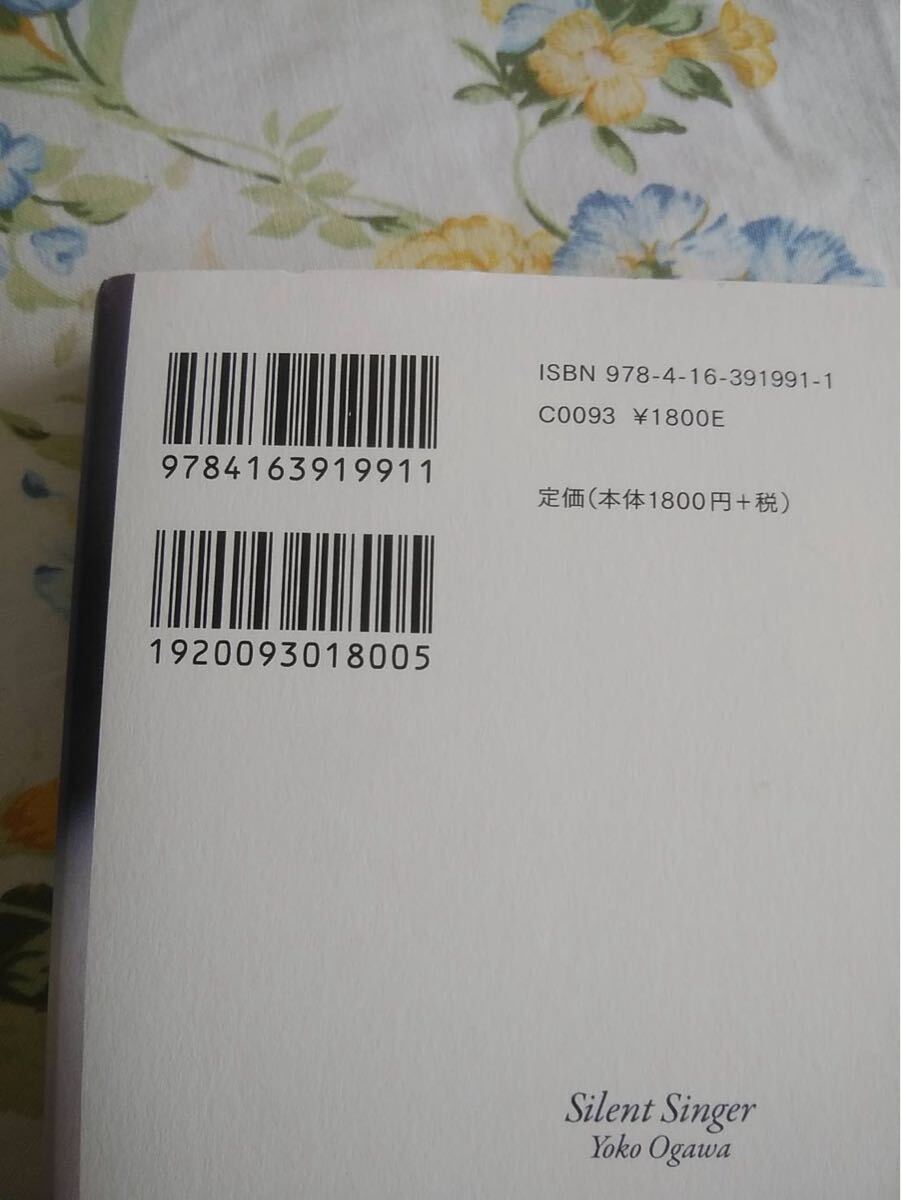 9784163919911
1920093018005
ISBN 978-4-16-391991-1
C0093 ¥1800E
定価(本体1800円+税)
Silent Singer
Yoko Ogawa